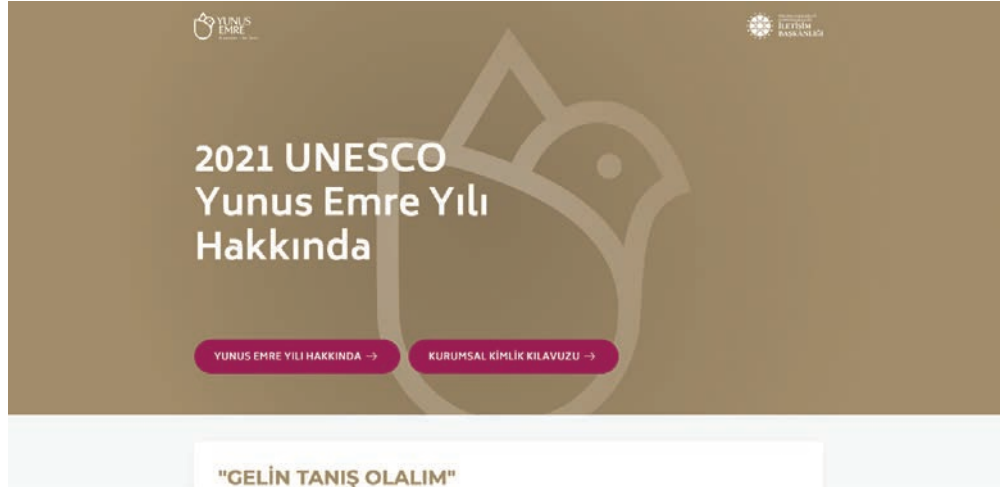 YUNUS
EMRE
İLETİŞİM
BAŞKANLIĞI
2021 UNESCO
Yunus Emre Yılı
Hakkında
YUNUS EMRE YILI HAKKINDA →
KURUMSAL KİMLİK KILAVUZU →
"GELİN TANIŞ OLALIM"